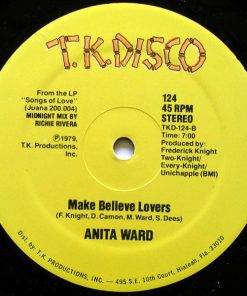 T.K.DISCO
From the LP
"Songs of Love"
(Juana 200.004)
MIDNIGHT MIX BY
RICHIE RIVERA
℗1979,
T.K. Productions,
Inc.
124
45 RPM
STEREO
TKD-124-B
Time: 7:00
Produced by:
Frederick Knight
Two-Knight/
Every-Knight/
Unichapple (BMI)
Make Believe Lovers
(F. Knight, D. Camon, M. Ward, S. Dees)
ANITA WARD
Dist. by: T. K. PRODUCTIONS, INC. — 495 S.E. 10th Court, Hialeah, Fla. 33010